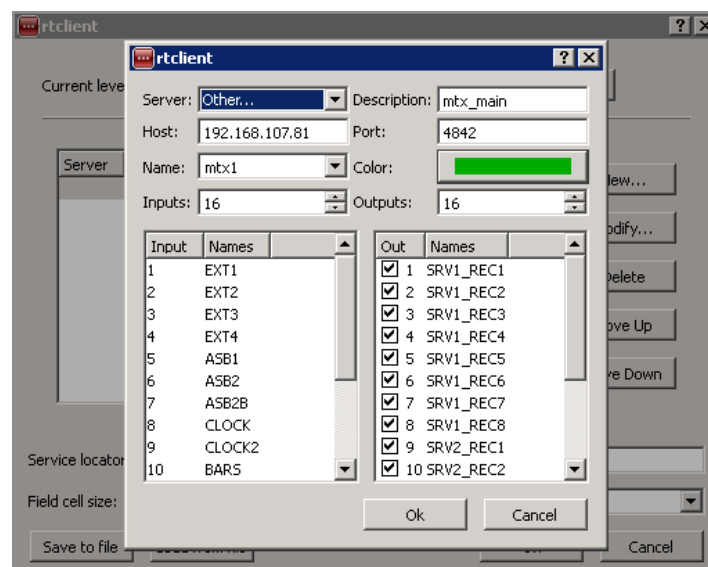 rtclient
rtclient
Current leve
Server: Other... Description: mtx_main
Host: 192.168.107.81 Port: 4842
Name: mtx1 Color:
Inputs: 16 Outputs: 16
Server
ew...
odify...
elete
ove Up
ve Down
Input Names Out Names
1 EXT1 1 SRV1_REC1
2 EXT2 2 SRV1_REC2
3 EXT3 3 SRV1_REC3
4 EXT4 4 SRV1_REC4
5 ASB1 5 SRV1_REC5
6 ASB2 6 SRV1_REC6
7 ASB2B 7 SRV1_REC7
8 CLOCK 8 SRV1_REC8
9 CLOCK2 9 SRV2_REC1
10 BARS 10 SRV2_REC2
Ok Cancel
Service locator
Field cell size:
Save to file Cancel